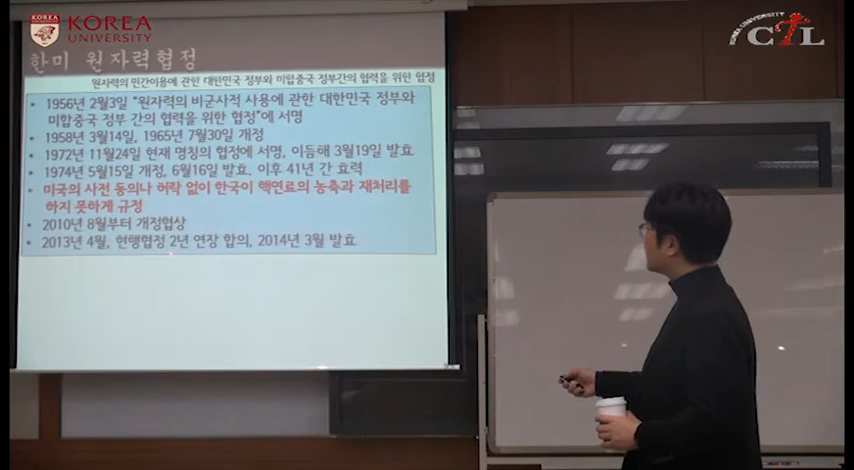 KOREA
KOREA
UNIVERSITY
KOREA UNIVERSITY
CTL
한미 원자력협정
원자력의 민간이용에 관한 대한민국 정부와 미합중국 정부간의 협력을 위한 협정
• 1956년 2월3일 "원자력의 비군사적 사용에 관한 대한민국 정부와
미합중국 정부 간의 협력을 위한 협정"에 서명
• 1958년 3월14일, 1965년 7월30일 개정
• 1972년 11월24일 현재 명칭의 협정에 서명, 이듬해 3월19일 발효
• 1974년 5월15일 개정, 6월16일 발효. 이후 41년 간 효력
• 미국의 사전 동의나 허락 없이 한국이 핵연료의 농축과 재처리를
하지 못하게 규정
• 2010년 8월부터 개정협상
• 2013년 4월, 현행협정 2년 연장 합의, 2014년 3월 발효